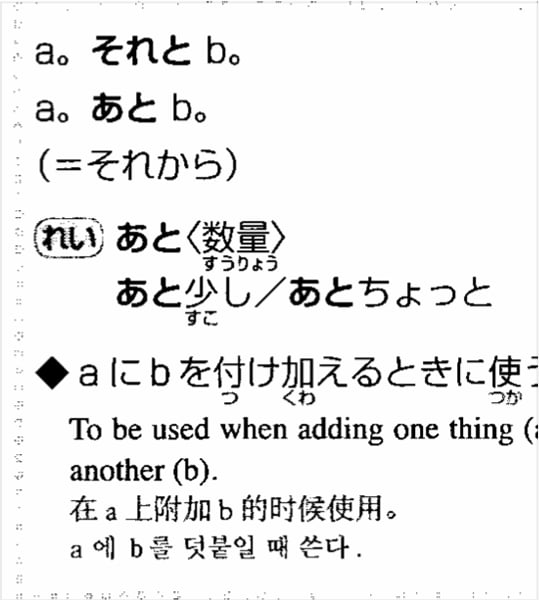 a。それと b。
a。あと b。
(=それから)
れい あと〈数量〉
すうりょう
あと少し/あとちょっと
すこ
◆ a に b を付け加えるときに使う
つ くわ つか
To be used when adding one thing (a
another (b).
在 a 上附加 b 的时候使用。
a 에 b 를 덧붙일 때 쓴다.